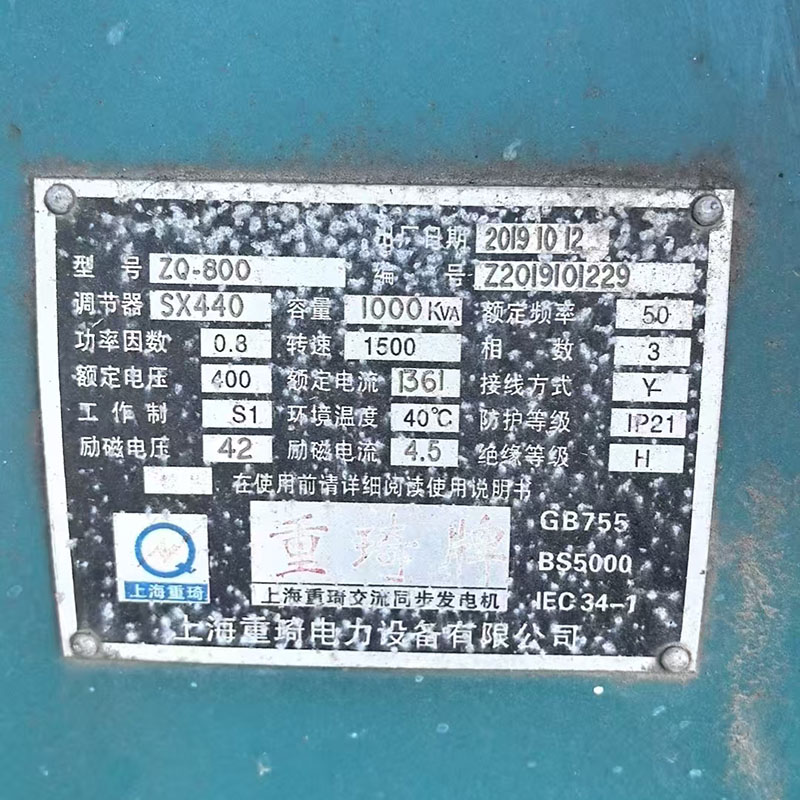 出厂日期 2019 10 12
型号 ZQ-800 编号 Z2019101229
调节器 SX440 容量 1000KVA 额定频率 50
功率因数 0.8 转速 1500 相数 3
额定电压 400 额定电流 1361 接线方式 Y
工作制 S1 环境温度 40℃ 防护等级 IP21
励磁电压 42 励磁电流 4.5 绝缘等级 H
在使用前请详细阅读使用说明书
重琦牌 GB755
BS5000
上海重琦 上海重琦交流同步发电机 IEC 34-1
上海重琦电力设备有限公司